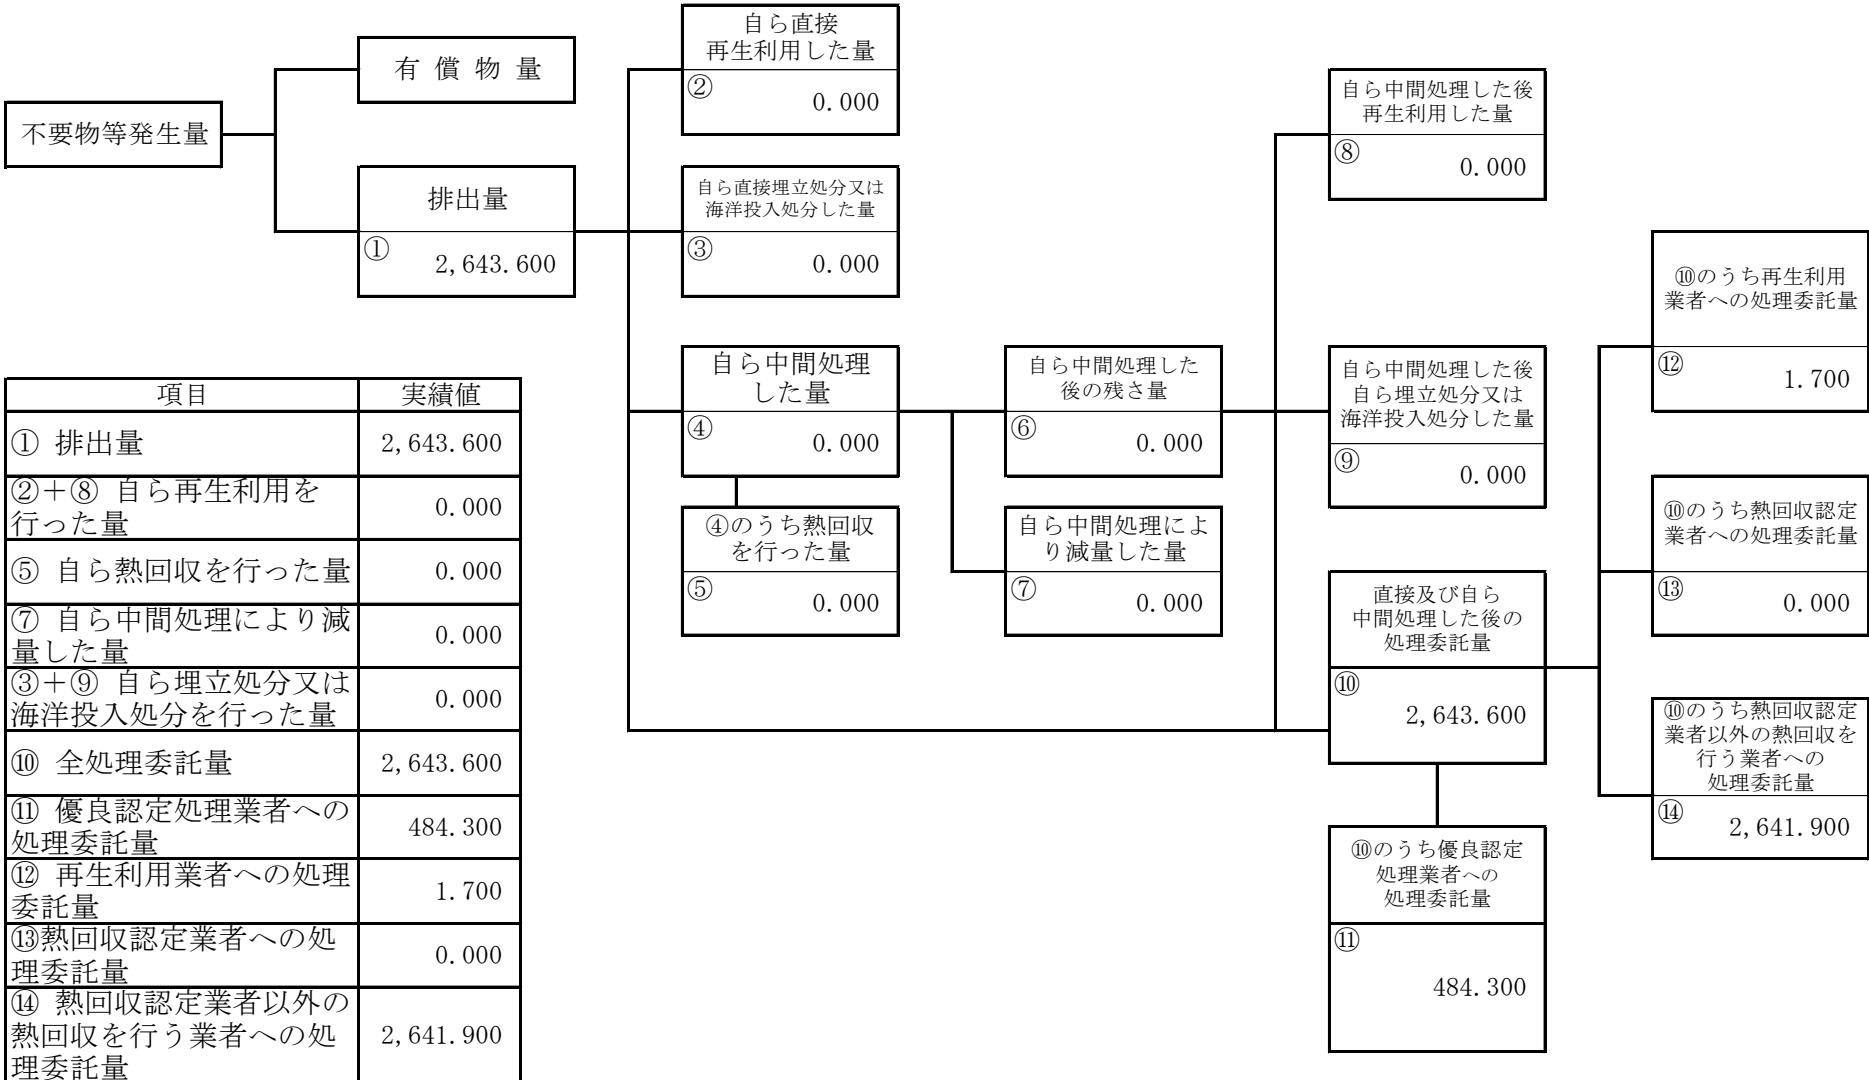 不要物等発生量
有 償 物 量
排出量
① 2,643.600
自ら直接
再生利用した量
② 0.000
自ら直接埋立処分又は
海洋投入処分した量
③ 0.000
自ら中間処理
した量
④ 0.000
④のうち熱回収
を行った量
⑤ 0.000
自ら中間処理した
後の残さ量
⑥ 0.000
自ら中間処理によ
り減量した量
⑦ 0.000
自ら中間処理した後
再生利用した量
⑧ 0.000
自ら中間処理した後
自ら埋立処分又は
海洋投入処分した量
⑨ 0.000
直接及び自ら
中間処理した後の
処理委託量
⑩ 2,643.600
⑩のうち優良認定
処理業者への
処理委託量
⑪ 484.300
⑩のうち再生利用
業者への処理委託量
⑫ 1.700
⑩のうち熱回収認定
業者への処理委託量
⑬ 0.000
⑩のうち熱回収認定
業者以外の熱回収を
行う業者への
処理委託量
⑭ 2,641.900
項目 実績値
① 排出量 2,643.600
②＋⑧ 自ら再生利用を
行った量 0.000
⑤ 自ら熱回収を行った量 0.000
⑦ 自ら中間処理により減
量した量 0.000
③＋⑨ 自ら埋立処分又は
海洋投入処分を行った量 0.000
⑩ 全処理委託量 2,643.600
⑪ 優良認定処理業者への
処理委託量 484.300
⑫ 再生利用業者への処理
委託量 1.700
⑬熱回収認定業者への処
理委託量 0.000
⑭ 熱回収認定業者以外の
熱回収を行う業者への処
理委託量 2,641.900